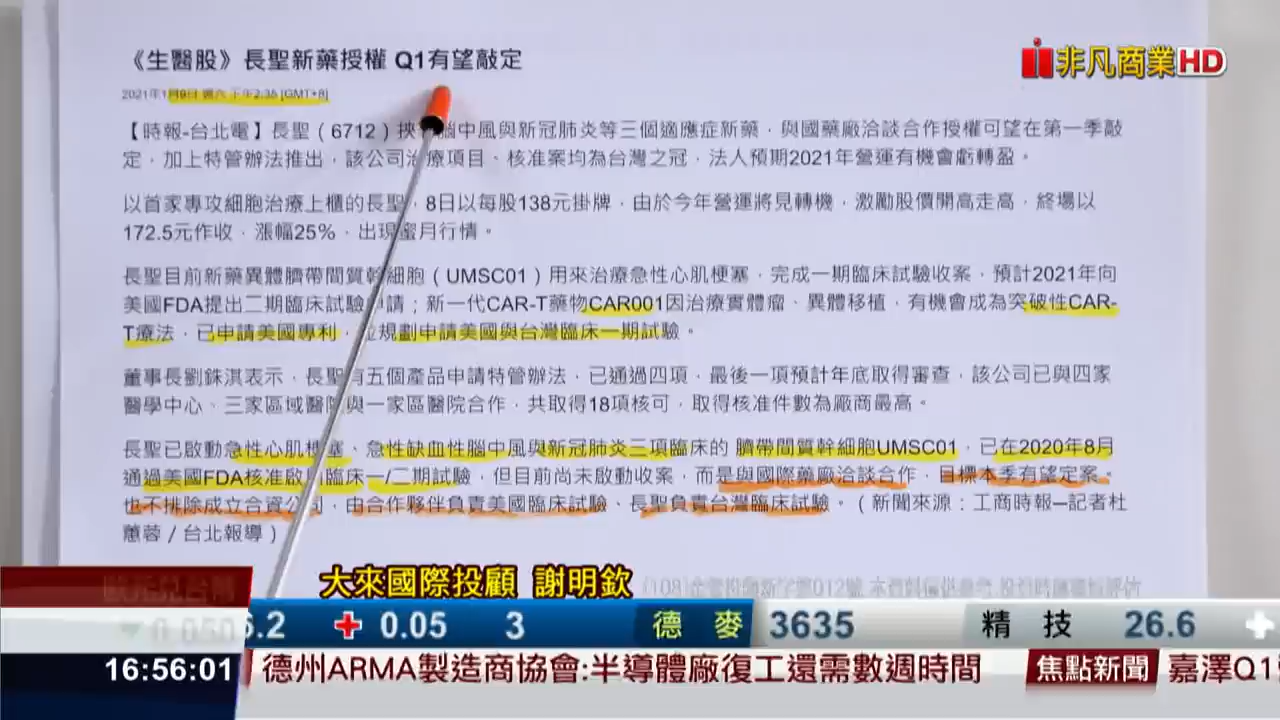 《生醫股》長聖新藥授權 Q1有望敲定
非凡商業HD
2021年1月9日 週六 下午2:35 [GMT+8]
【時報-台北電】長聖（6712）挾 腦中風與新冠肺炎等三個適應症新藥，與國藥廠洽談合作授權可望在第一季敲
定，加上特管辦法推出，該公司治療項目、核准案均為台灣之冠，法人預期2021年營運有機會虧轉盈。
以首家專攻細胞治療上櫃的長聖，8日以每股138元掛牌，由於今年營運將見轉機，激勵股價開高走高，終場以
172.5元作收，漲幅25%，出現蜜月行情。
長聖目前新藥異體臍帶間質幹細胞（UMSC01）用來治療急性心肌梗塞，完成一期臨床試驗收案，預計2021年向
美國FDA提出二期臨床試驗申請；新一代CAR-T藥物CAR001因治療實體瘤、異體移植，有機會成為突破性CAR-
T療法，已申請美國專利，並規劃申請美國與台灣臨床一期試驗。
董事長劉銖淇表示，長聖有五個產品申請特管辦法，已通過四項，最後一項預計年底取得審查，該公司已與四家
醫學中心、三家區域醫院與一家區醫院合作，共取得18項核可，取得核准件數為廠商最高。
長聖已啟動急性心肌梗塞、急性缺血性腦中風與新冠肺炎三項臨床的 臍帶間質幹細胞UMSC01，已在2020年8月
通過美國FDA核准啟 臨床一/二期試驗，但目前尚未啟動收案，而是與國際藥廠洽談合作，目標本季有望定案。
也不排除成立合資公司，由合作夥伴負責美國臨床試驗、長聖負責台灣臨床試驗。（新聞來源：工商時報─記者杜
蕙蓉／台北報導）
大來國際投顧 謝明欽
6.2 0.05 3 德麥 3635 精技 26.6
16:56:01 德州ARMA製造商協會:半導體廠復工還需數週時間 焦點新聞 嘉澤Q1